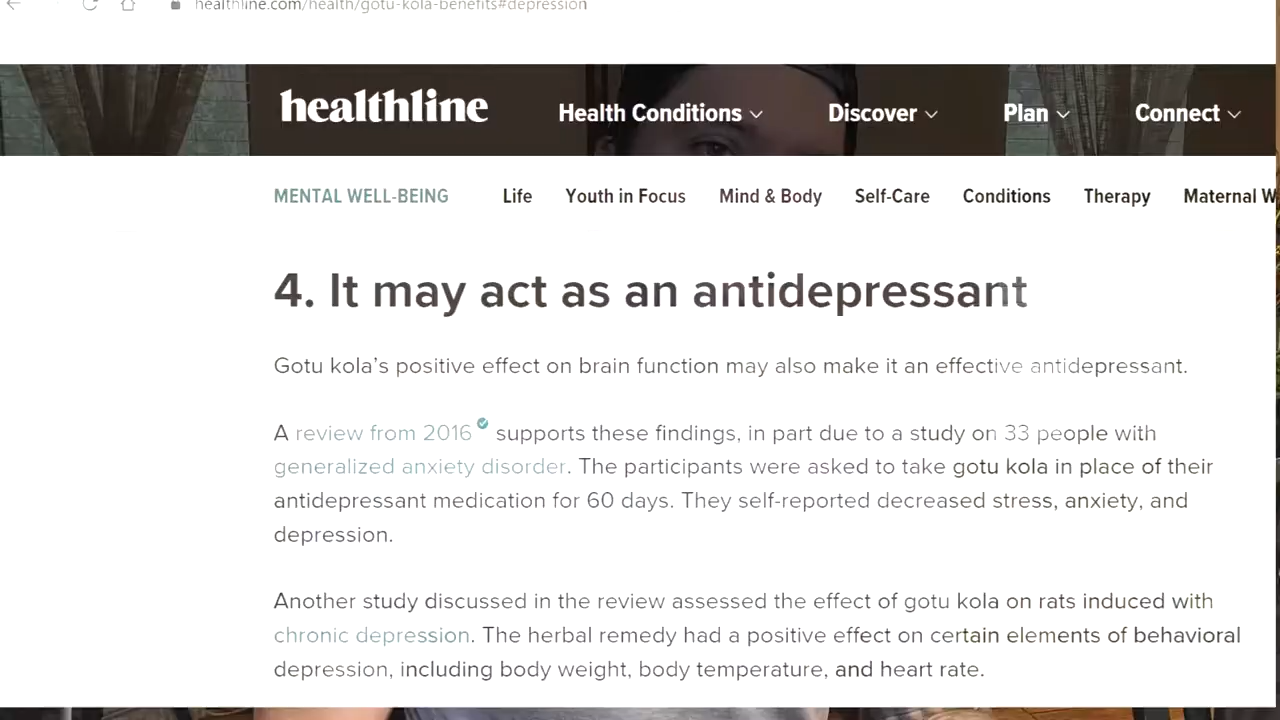 healthline.com/health/gotu-kola-benefits#depression
healthline
Health Conditions
Discover
Plan
Connect
MENTAL WELL-BEING
Life
Youth in Focus
Mind & Body
Self-Care
Conditions
Therapy
Maternal W
4. It may act as an antidepressant
Gotu kola’s positive effect on brain function may also make it an effective antidepressant.
A review from 2016 supports these findings, in part due to a study on 33 people with
generalized anxiety disorder. The participants were asked to take gotu kola in place of their
antidepressant medication for 60 days. They self-reported decreased stress, anxiety, and
depression.
Another study discussed in the review assessed the effect of gotu kola on rats induced with
chronic depression. The herbal remedy had a positive effect on certain elements of behavioral
depression, including body weight, body temperature, and heart rate.